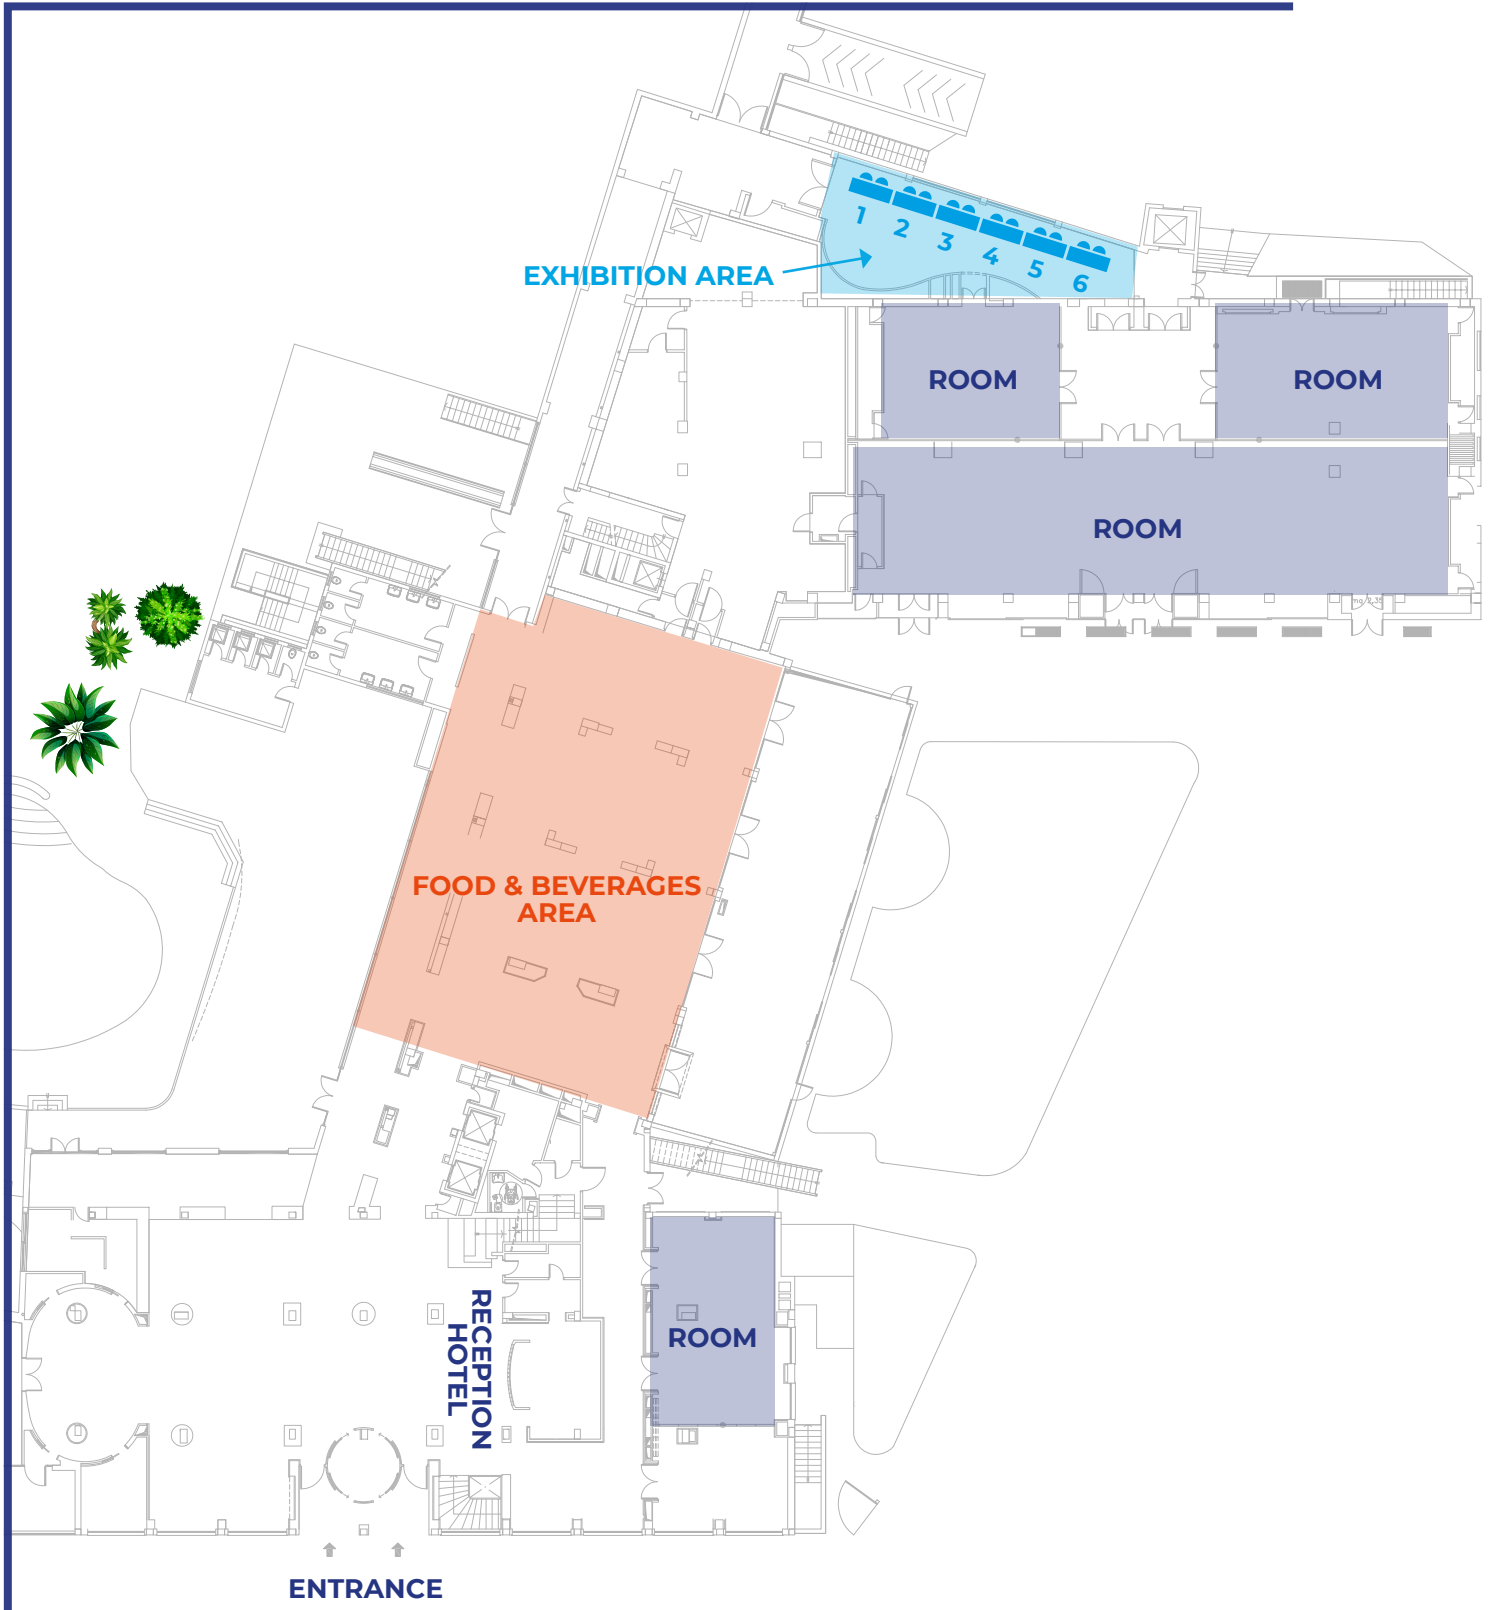 1
2
3
4
5
6
EXHIBITION AREA
ROOM
ROOM
ROOM
FOOD & BEVERAGES
AREA
RECEPTION
HOTEL
ROOM
ENTRANCE